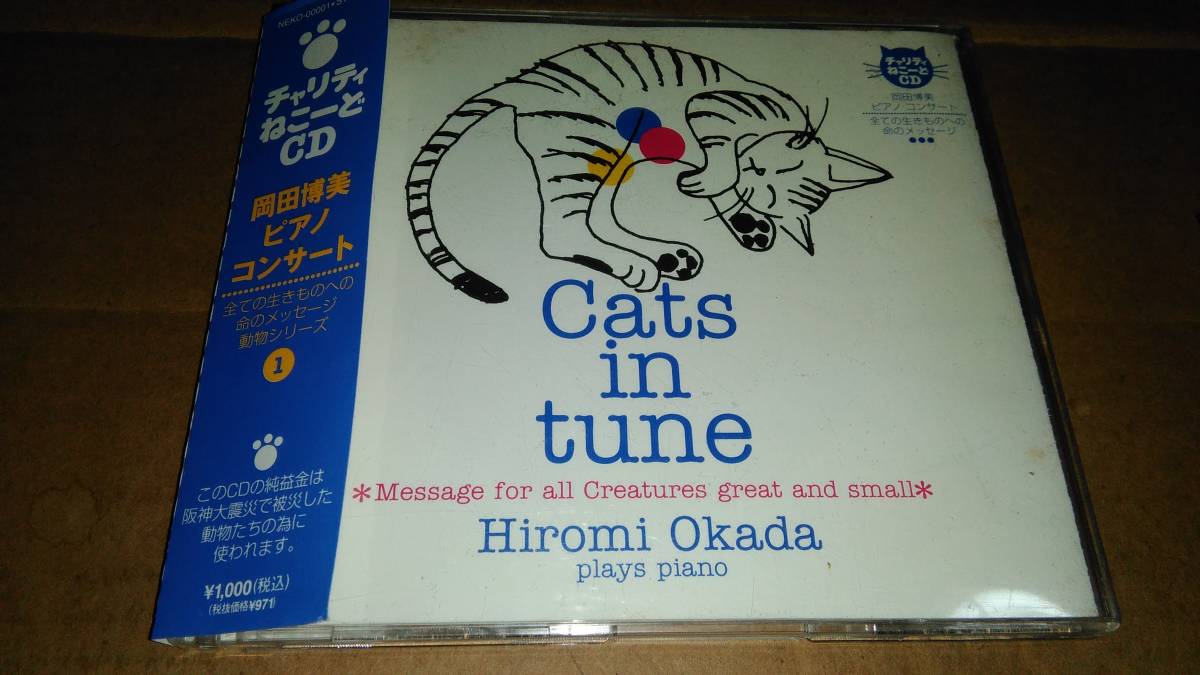 NEKO-00001
チャリティ
ねこーど
CD
岡田博美
ピアノ
コンサート
全ての生きものへの
命のメッセージ
動物シリーズ
1
このCDの純益金は
阪神大震災で被災した
動物たちの為に
使われます。
¥1,000(税込)
(税抜価格¥971)
チャリティ
ねこーど
CD
岡田博美
ピアノ コンサート
全ての生きものへの
命のメッセージ
Cats
in
tune
*Message for all Creatures great and small*
Hiromi Okada
plays piano